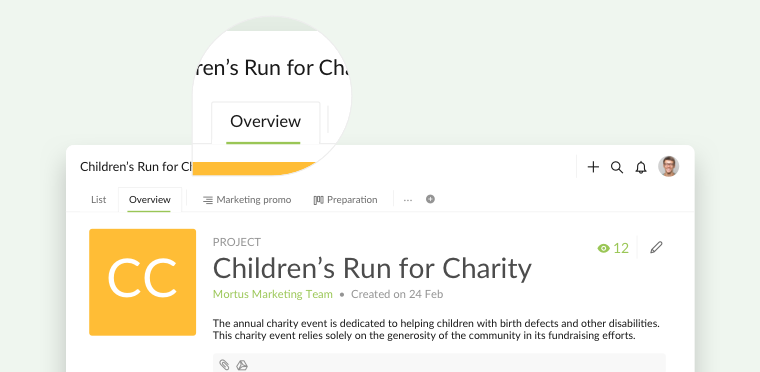 ren’s Run for Cha
Overview
Children’s Run for Ch
List Overview Marketing promo Preparation ...
CC
PROJECT
12
Children’s Run for Charity
Mortus Marketing Team • Created on 24 Feb
The annual charity event is dedicated to helping children with birth defects and other disabilities.
This charity event relies solely on the generosity of the community in its fundraising efforts.